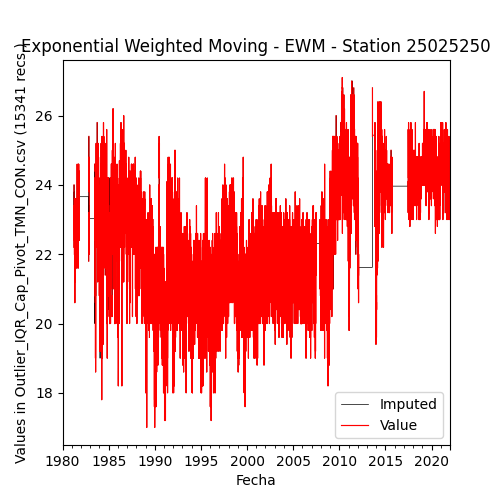 Exponential Weighted Moving - EWM - Station 25025250
Values in Outlier_IQR_Cap_Pivot_TMN_CON.csv (15341 recs.)
26
24
22
20
18
1980
1985
1990
1995
2000
2005
2010
2015
2020
Fecha
Imputed
Value